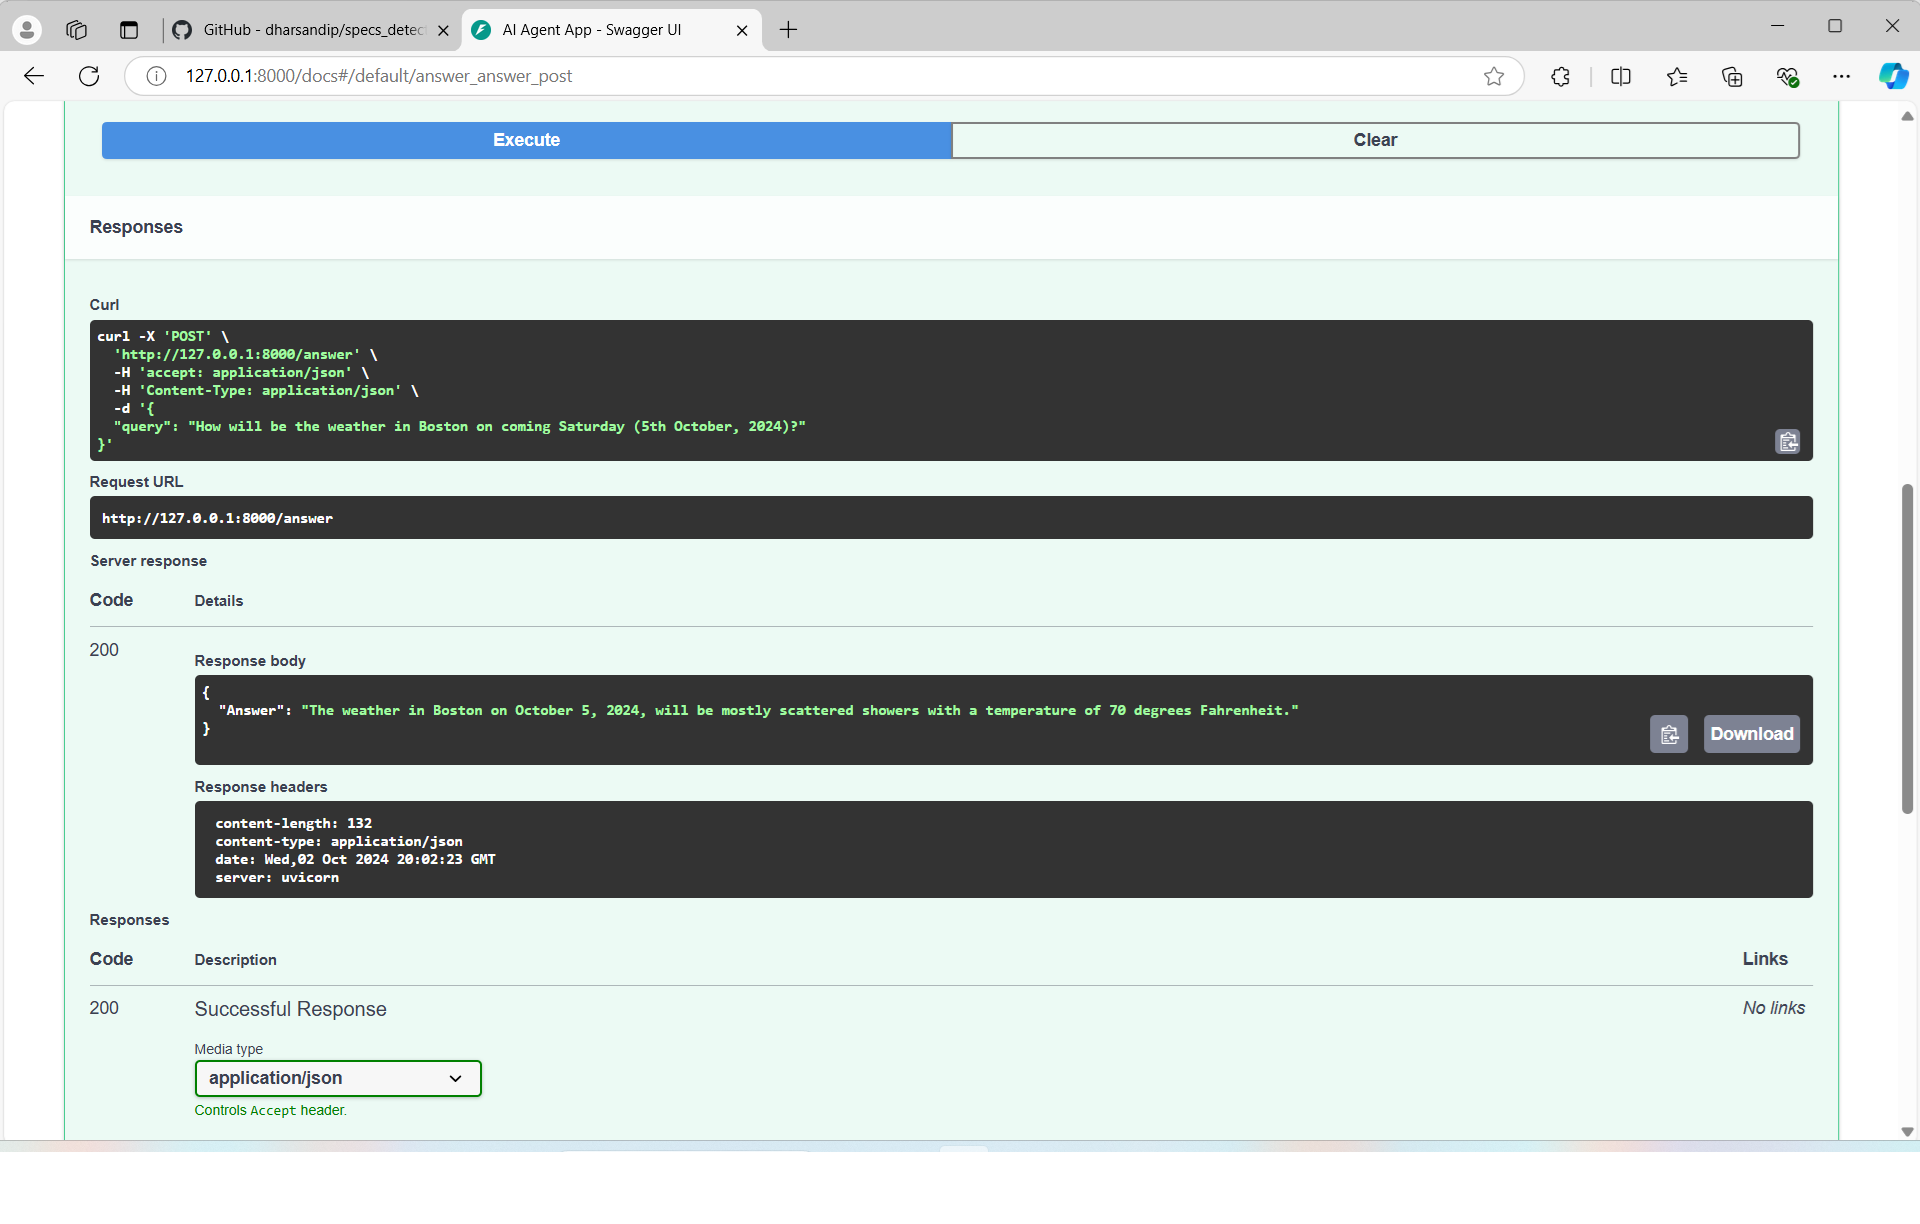 GitHub - dharsandip/specs_detec
AI Agent App - Swagger UI
127.0.0.1:8000/docs#/default/answer_answer_post
Execute
Clear
Responses
Curl
curl -X 'POST' \
'http://127.0.0.1:8000/answer' \
-H 'accept: application/json' \
-H 'Content-Type: application/json' \
-d '{
"query": "How will be the weather in Boston on coming Saturday (5th October, 2024)?"
}'
Request URL
http://127.0.0.1:8000/answer
Server response
Code Details
200
Response body
{
"Answer": "The weather in Boston on October 5, 2024, will be mostly scattered showers with a temperature of 70 degrees Fahrenheit."
}
Download
Response headers
content-length: 132
content-type: application/json
date: Wed,02 Oct 2024 20:02:23 GMT
server: uvicorn
Responses
Code Description Links
200 Successful Response No links
Media type
application/json
Controls Accept header.